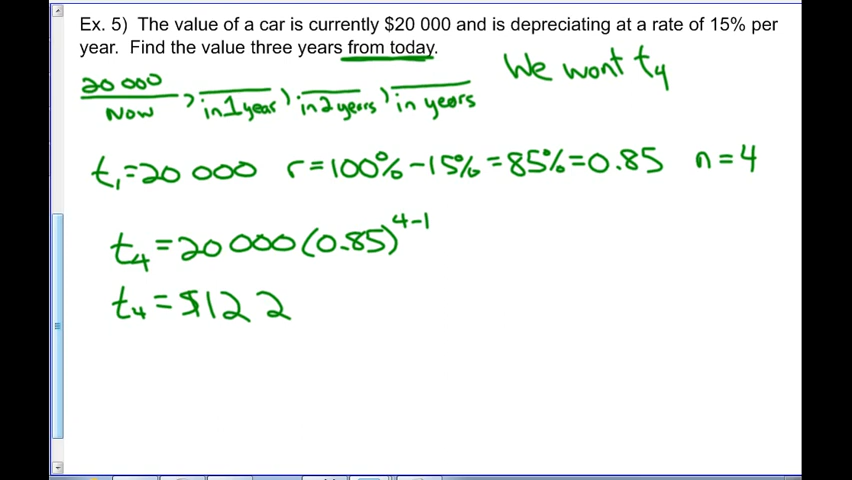 Ex. 5) The value of a car is currently $20 000 and is depreciating at a rate of 15% per
year. Find the value three years from today.
We want t₄
20 000
Now , in 1 year , in 2 years , in years
t₁ = 20 000 r = 100% - 15% = 85% = 0.85 n = 4
t₄ = 20 000 (0.85)⁴⁻¹
t₄ = $12 2